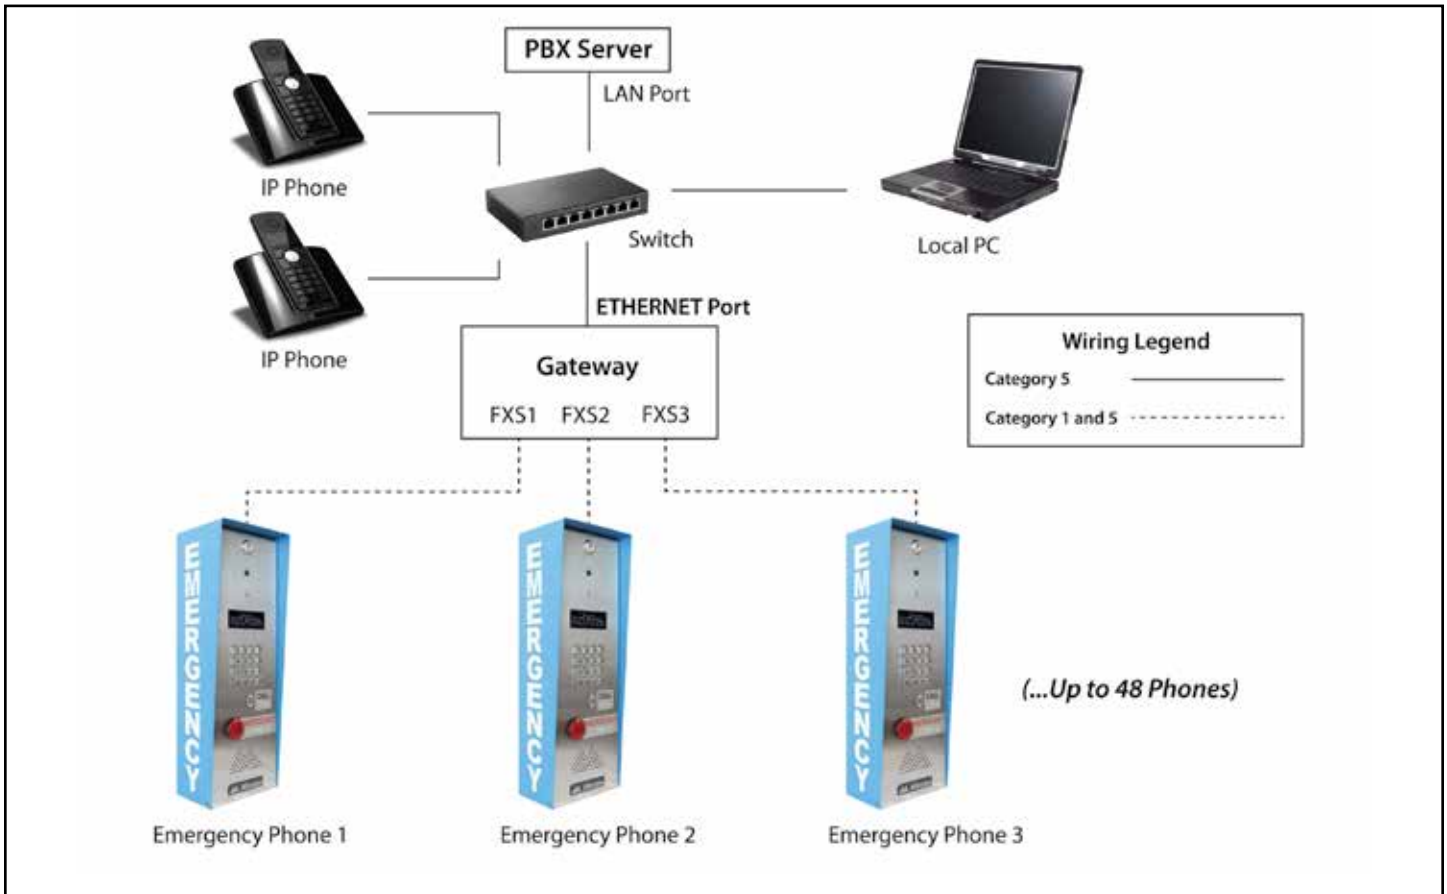 PBX Server
LAN Port
IP Phone
Switch
Local PC
IP Phone
ETHERNET Port
Gateway
FXS1 FXS2 FXS3
Wiring Legend
Category 5
Category 1 and 5
EMERGENCY
EMERGENCY
EMERGENCY
(...Up to 48 Phones)
Emergency Phone 1
Emergency Phone 2
Emergency Phone 3